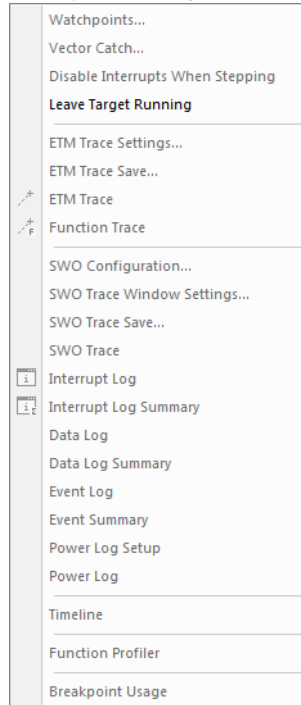 Watchpoints...
Vector Catch...
Disable Interrupts When Stepping
Leave Target Running
ETM Trace Settings...
ETM Trace Save...
ETM Trace
Function Trace
SWO Configuration...
SWO Trace Window Settings...
SWO Trace Save...
SWO Trace
Interrupt Log
Interrupt Log Summary
Data Log
Data Log Summary
Event Log
Event Summary
Power Log Setup
Power Log
Timeline
Function Profiler
Breakpoint Usage